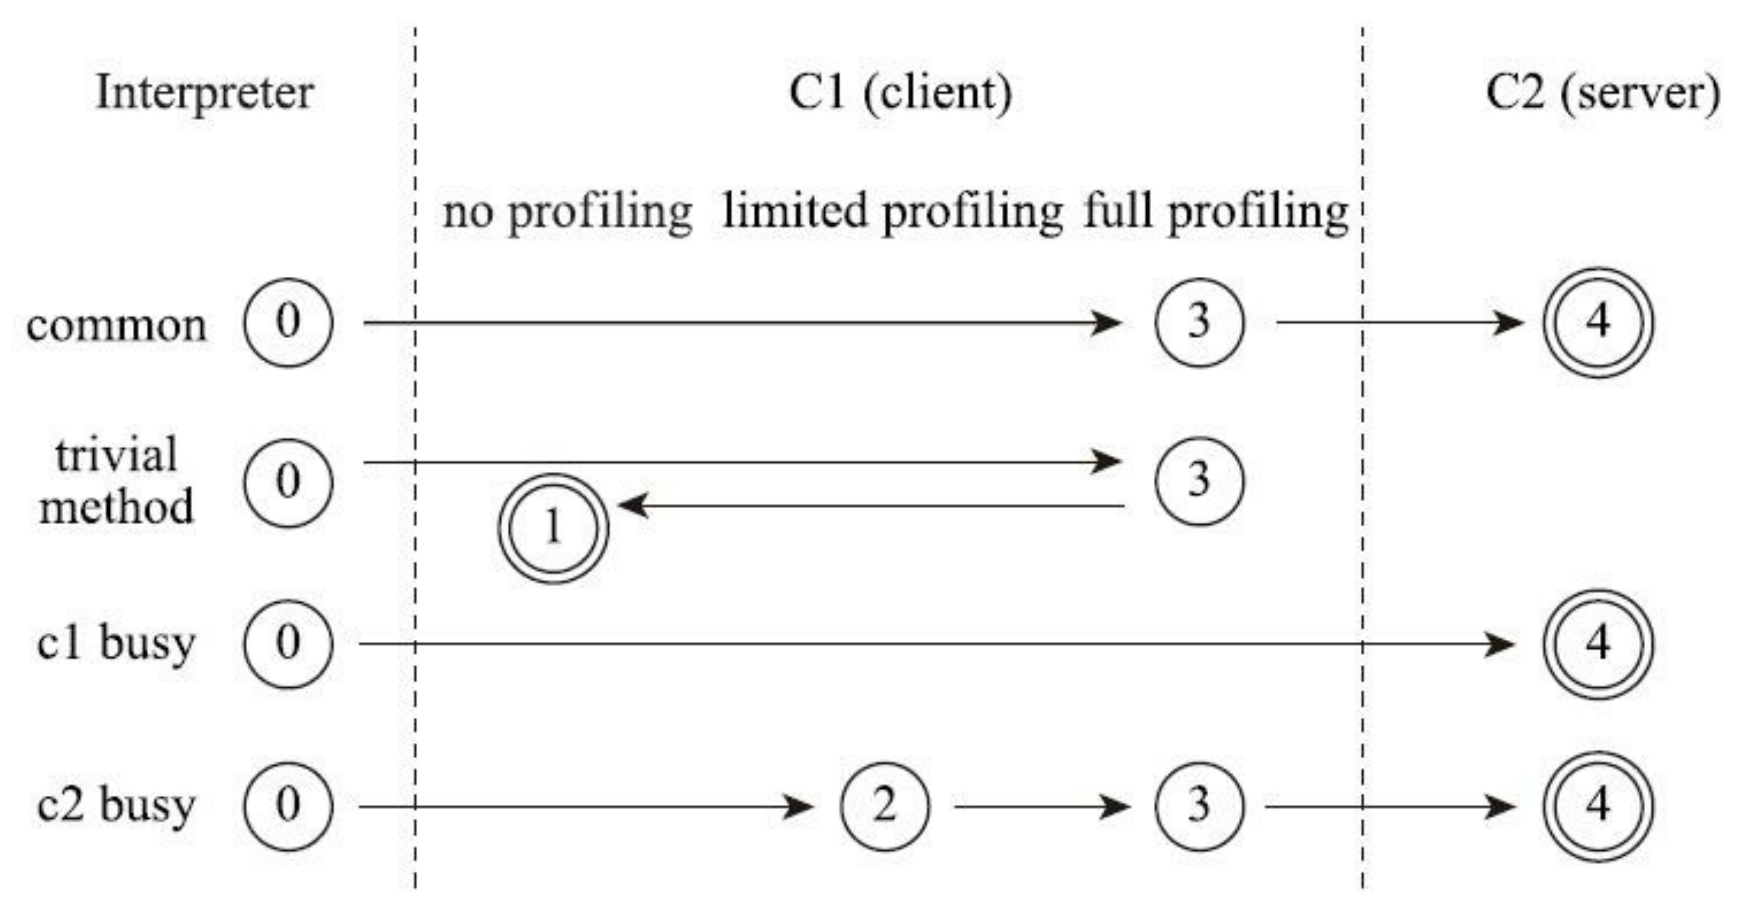 Interpreter C1 (client) C2 (server)
no profiling limited profiling full profiling
common 0 3 4
trivial
method 0 3
1
c1 busy 0 4
c2 busy 0 2 3 4